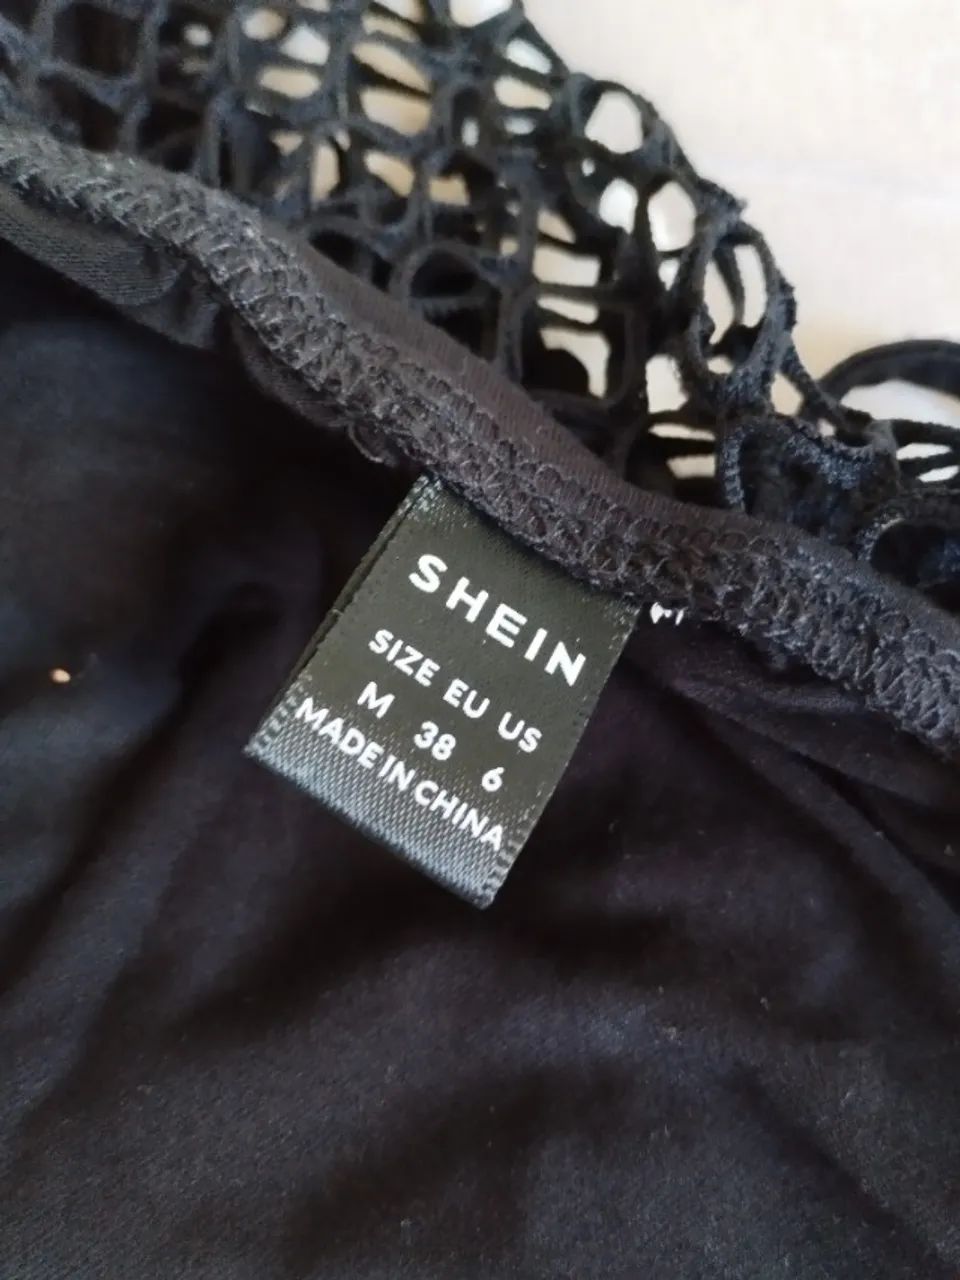 SHEIN
SIZE EU US
M 38 6
MADE IN CHINA